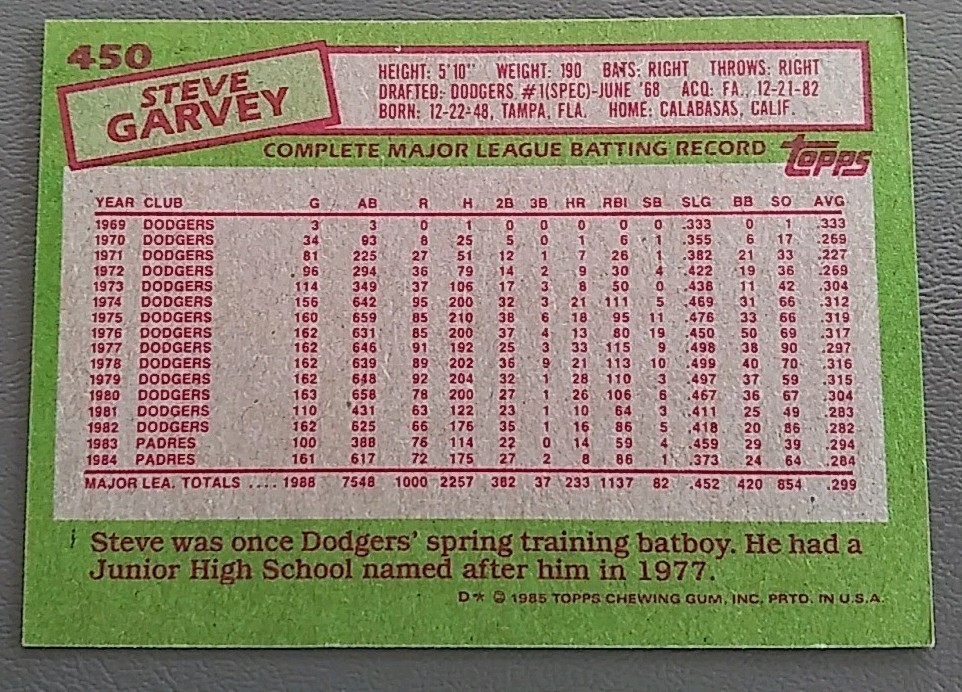 450
STEVE
GARVEY
HEIGHT: 5'10" WEIGHT: 190 BATS: RIGHT THROWS: RIGHT
DRAFTED: DODGERS #1(SPEC)-JUNE '68 ACQ: FA., 12-21-82
BORN: 12-22-48, TAMPA, FLA. HOME: CALABASAS, CALIF.
COMPLETE MAJOR LEAGUE BATTING RECORD topps
YEAR CLUB G AB R H 2B 3B HR RBI SB SLG BB SO AVG
1969 DODGERS 3 3 0 1 0 0 0 0 0 .333 0 1 .333
1970 DODGERS 34 93 8 25 5 0 1 6 1 .355 6 17 .269
1971 DODGERS 81 225 27 51 12 1 7 26 1 .382 21 33 .227
1972 DODGERS 96 294 36 79 14 2 9 30 4 .422 19 36 .269
1973 DODGERS 114 349 37 106 17 3 8 50 0 .438 11 42 .304
1974 DODGERS 156 642 95 200 32 3 21 111 5 .469 31 66 .312
1975 DODGERS 160 659 85 210 38 6 18 95 11 .476 33 66 .319
1976 DODGERS 162 631 85 200 37 4 13 80 19 .450 50 69 .317
1977 DODGERS 162 646 91 192 25 3 33 115 9 .498 38 90 .297
1978 DODGERS 162 639 89 202 36 9 21 113 10 .499 40 70 .316
1979 DODGERS 162 648 92 204 32 1 28 110 3 .497 37 59 .315
1980 DODGERS 163 658 78 200 27 1 26 106 6 .467 36 67 .304
1981 DODGERS 110 431 63 122 23 1 10 64 3 .411 25 49 .283
1982 DODGERS 162 625 66 176 35 1 16 86 5 .418 20 86 .282
1983 PADRES 100 388 76 114 22 0 14 59 4 .459 29 39 .294
1984 PADRES 161 617 72 175 27 2 8 86 1 .373 24 64 .284
MAJOR LEA. TOTALS .... 1988 7548 1000 2257 382 37 233 1137 82 .452 420 854 .299
Steve was once Dodgers' spring training batboy. He had a
Junior High School named after him in 1977.
D* © 1985 TOPPS CHEWING GUM, INC. PRTD. IN U.S.A.